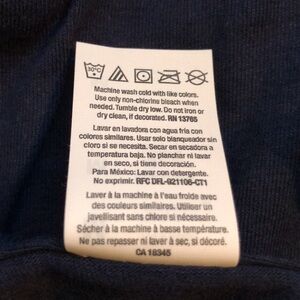 30°C
Machine wash cold with like colors.
Use only non-chlorine bleach when
needed. Tumble dry low. Do not iron or
dry clean, if decorated. RN 13765
Lavar en lavadora con agua fría con
colores similares. Usar solo blanqueador sin
cloro si es necesario. Secar en secadora a
temperatura baja. No planchar ni lavar
en seco, si tiene diseño.
Para México: Lavar con detergente.
No exprimir. RFC DFL-921106-CT1
Laver à la machine à l'eau froide avec
des couleurs similaires. Utiliser un
javellisant sans chlore si nécessaire.
Sécher à la machine à basse température.
Ne pas repasser ni laver à sec, si décoré.
CA 18345